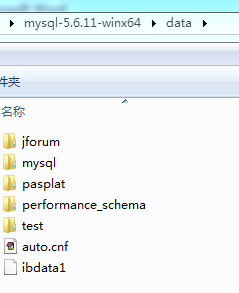 mysql-5.6.11-winx64 ▸ data ▸
件夹
名称
jforum
mysql
pasplat
performance_schema
test
auto.cnf
ibdata1